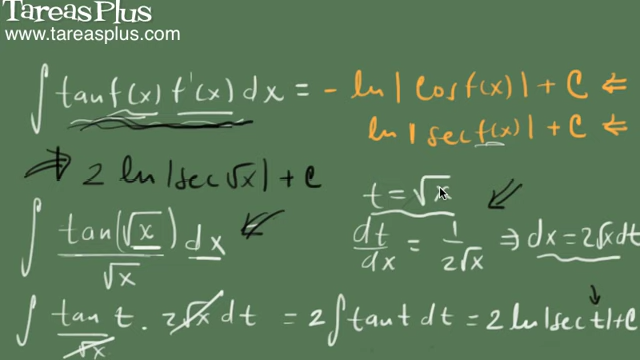 TareasPlus
www.tareasplus.com
∫ tan f(x) f'(x) dx = - ln |cos f(x)| + C ⇐
ln |sec f(x)| + C ⇐
⇒ 2 ln |sec √x| + C
t = √x
∫ tan(√x)/√x dx
dt/dx = 1/2√x ⇒ dx = 2√x dt
∫ tan t/√x · 2√x dt = 2∫ tan t dt = 2 ln |sec t| + C